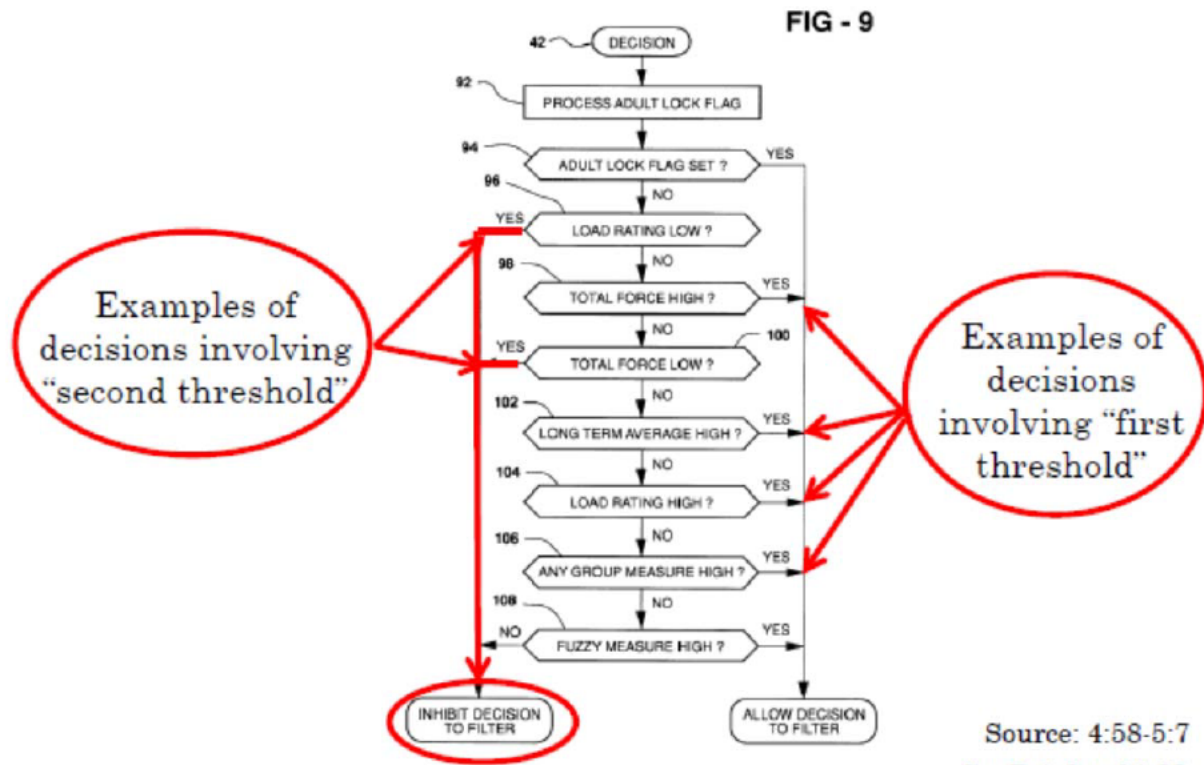 FIG - 9
42
DECISION
92
PROCESS ADULT LOCK FLAG
94
ADULT LOCK FLAG SET ?
YES
NO
96
YES
LOAD RATING LOW ?
NO
98
TOTAL FORCE HIGH ?
YES
NO
100
YES
TOTAL FORCE LOW ?
NO
102
LONG TERM AVERAGE HIGH ?
YES
NO
104
LOAD RATING HIGH ?
YES
NO
106
ANY GROUP MEASURE HIGH ?
YES
NO
108
NO
FUZZY MEASURE HIGH ?
YES
INHIBIT DECISION
TO FILTER
ALLOW DECISION
TO FILTER
Examples of
decisions involving
“second threshold”
Examples of
decisions
involving “first
threshold”
Source: 4:58-5:7